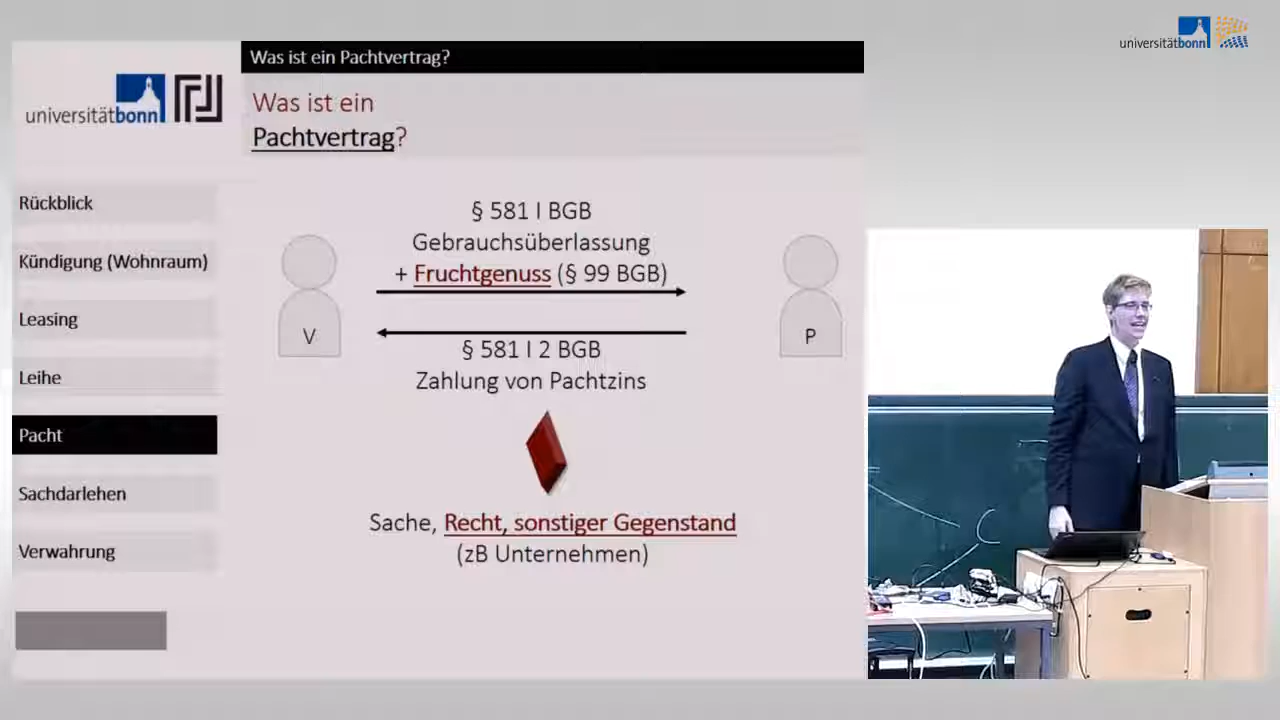 universitätbonn
Was ist ein Pachtvertrag?
universitätbonn
Was ist ein
Pachtvertrag?
Rückblick
Kündigung (Wohnraum)
Leasing
Leihe
Pacht
Sachdarlehen
Verwahrung
§ 581 I BGB
Gebrauchsüberlassung
+ Fruchtgenuss (§ 99 BGB)
V
P
§ 581 I 2 BGB
Zahlung von Pachtzins
Sache, Recht, sonstiger Gegenstand
(zB Unternehmen)